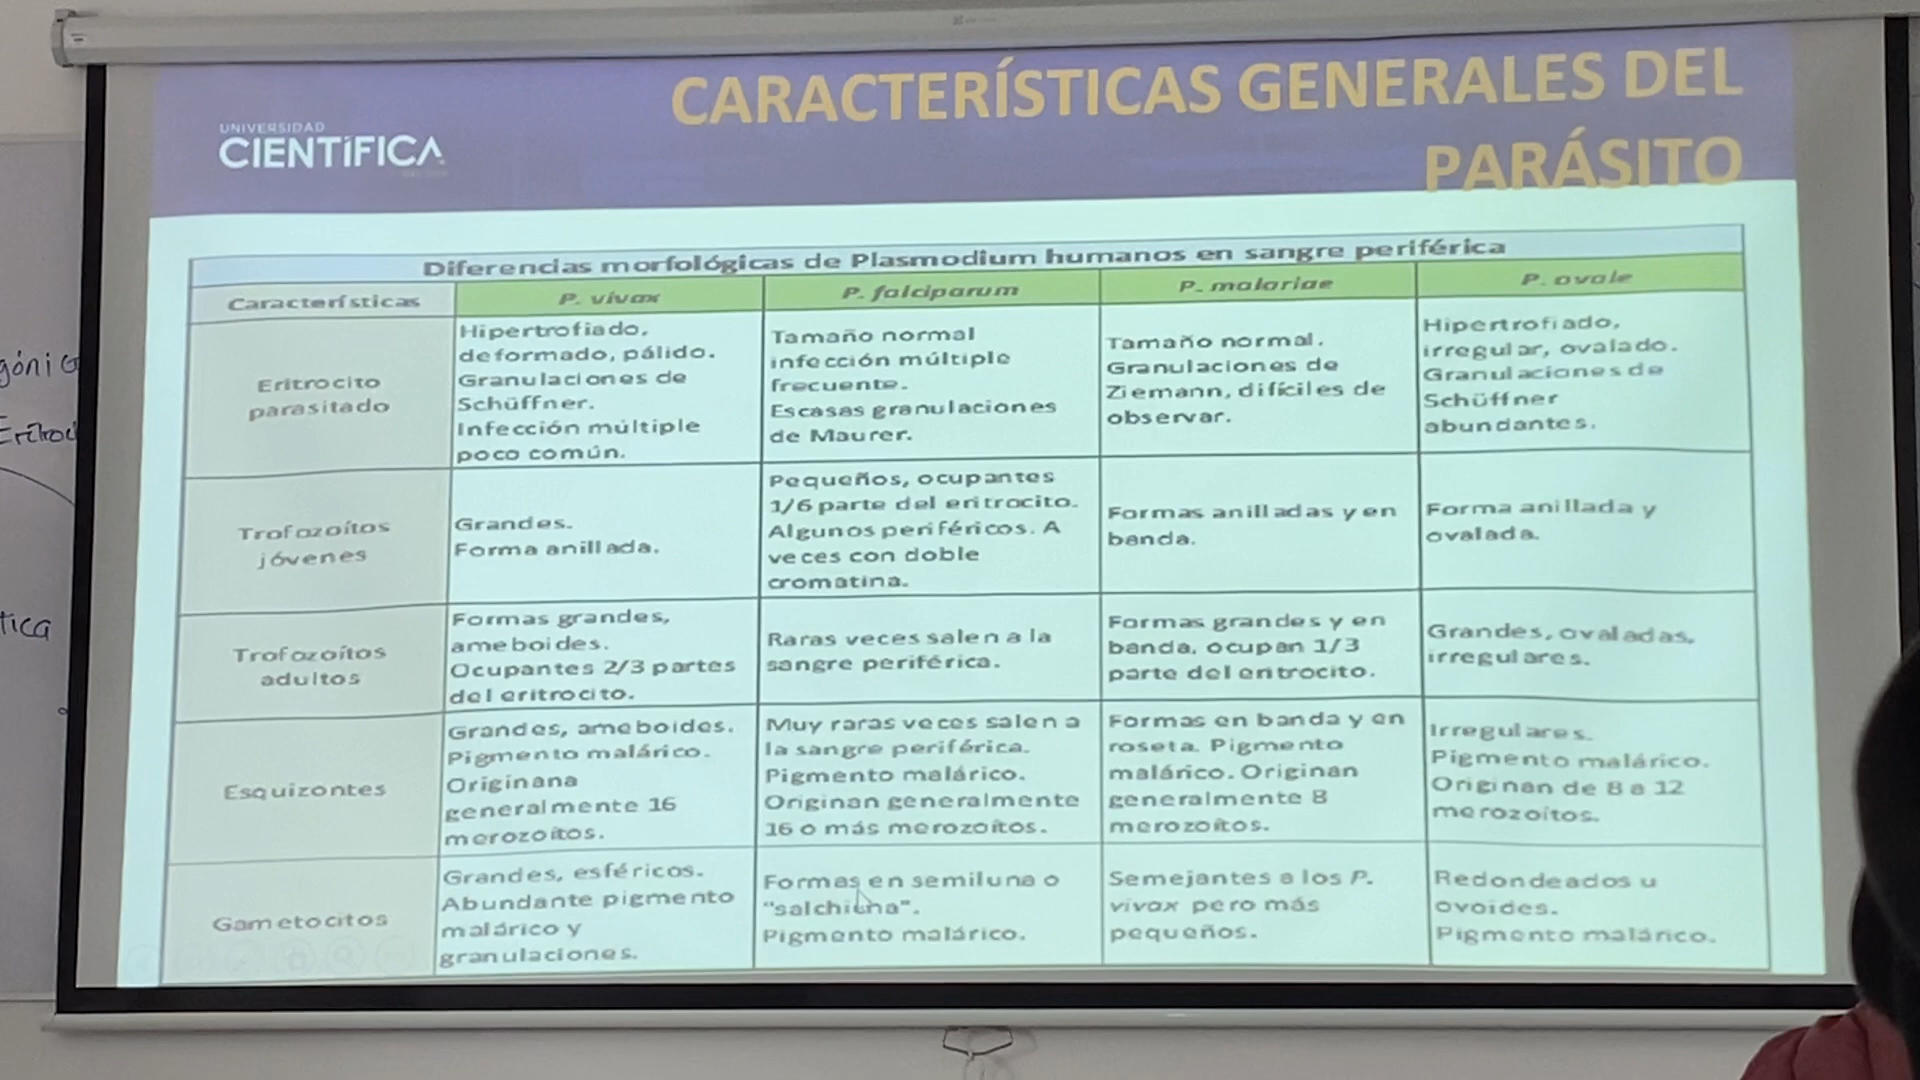 CARACTERÍSTICAS GENERALES DEL
PARÁSITO
UNIVERSIDAD
CIENTÍFICA
Diferencias morfológicas de Plasmodium humanos en sangre periférica
Características
P. vivax
P. falciparum
P. malariae
P. ovale
Eritrocito
parasitado
Hipertrofiado,
deformado, pálido.
Granulaciones de
Schüffner.
Infección múltiple
poco común.
Tamaño normal
infección múltiple
frecuente.
Escasas granulaciones
de Maurer.
Tamaño normal.
Granulaciones de
Ziemann, difíciles de
observar.
Hipertrofiado,
irregular, ovalado.
Granulaciones de
Schüffner
abundantes.
Trofozoítos
jóvenes
Grandes.
Forma anillada.
Pequeños, ocupantes
1/6 parte del eritrocito.
Algunos periféricos. A
veces con doble
cromatina.
Formas anilladas y en
banda.
Forma anillada y
ovalada.
Trofozoítos
adultos
Formas grandes,
ameboides.
Ocupantes 2/3 partes
del eritrocito.
Raras veces salen a la
sangre periférica.
Formas grandes y en
banda, ocupan 1/3
parte del eritrocito.
Grandes, ovaladas,
irregulares.
Esquizontes
Grandes, ameboides.
Pigmento malárico.
Originana
generalmente 16
merozoítos.
Muy raras veces salen a
la sangre periférica.
Pigmento malárico.
Originan generalmente
16 o más merozoítos.
Formas en banda y en
roseta. Pigmento
malárico. Originan
generalmente 8
merozoítos.
Irregulares.
Pigmento malárico.
Originan de 8 a 12
merozoítos.
Gametocitos
Grandes, esféricos.
Abundante pigmento
malárico y
granulaciones.
Formas en semiluna o
"salchicha".
Pigmento malárico.
Semejantes a los P.
vivax pero más
pequeños.
Redondeados u
ovoides.
Pigmento malárico.